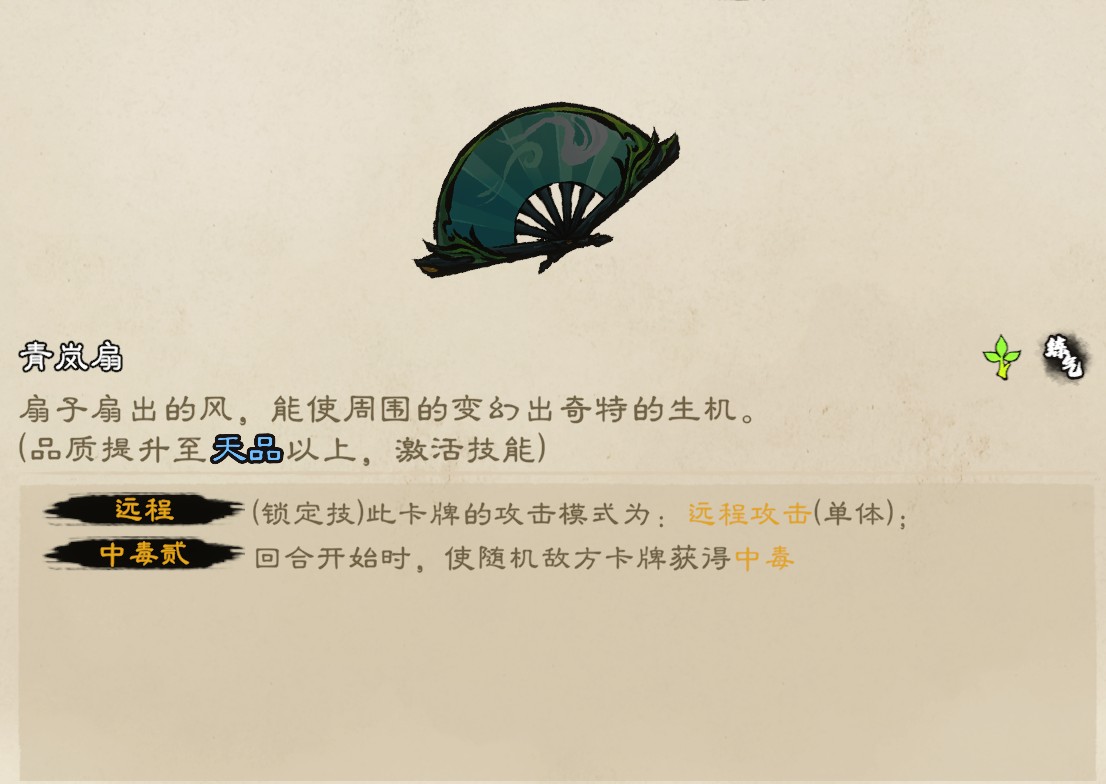 青岚扇
练气
扇子扇出的风，能使周围的变幻出奇特的生机。
(品质提升至天品以上，激活技能)
远程 (锁定技)此卡牌的攻击模式为：远程攻击(单体)；
中毒贰 回合开始时，使随机敌方卡牌获得中毒